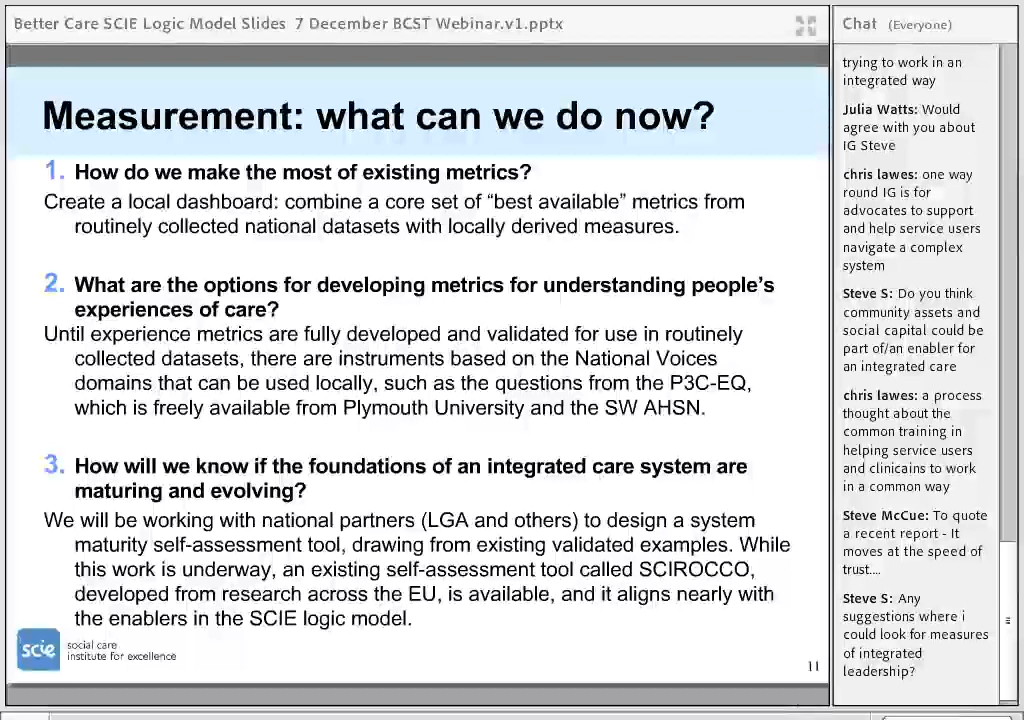 Better Care SCIE Logic Model Slides 7 December BCST Webinar.v1.pptx
Measurement: what can we do now?
1. How do we make the most of existing metrics?
Create a local dashboard: combine a core set of “best available” metrics from
routinely collected national datasets with locally derived measures.
2. What are the options for developing metrics for understanding people’s
experiences of care?
Until experience metrics are fully developed and validated for use in routinely
collected datasets, there are instruments based on the National Voices
domains that can be used locally, such as the questions from the P3C-EQ,
which is freely available from Plymouth University and the SW AHSN.
3. How will we know if the foundations of an integrated care system are
maturing and evolving?
We will be working with national partners (LGA and others) to design a system
maturity self-assessment tool, drawing from existing validated examples. While
this work is underway, an existing self-assessment tool called SCIROCCO,
developed from research across the EU, is available, and it aligns nearly with
the enablers in the SCIE logic model.
scie social care
institute for excellence
11
Chat (Everyone)
trying to work in an
integrated way
Julia Watts: Would
agree with you about
IG Steve
chris lawes: one way
round IG is for
advocates to support
and help service users
navigate a complex
system
Steve S: Do you think
community assets and
social capital could be
part of/an enabler for
an integrated care
chris lawes: a process
thought about the
common training in
helping service users
and clinicains to work
in a common way
Steve McCue: To quote
a recent report - It
moves at the speed of
trust....
Steve S: Any
suggestions where i
could look for measures
of integrated
leadership?